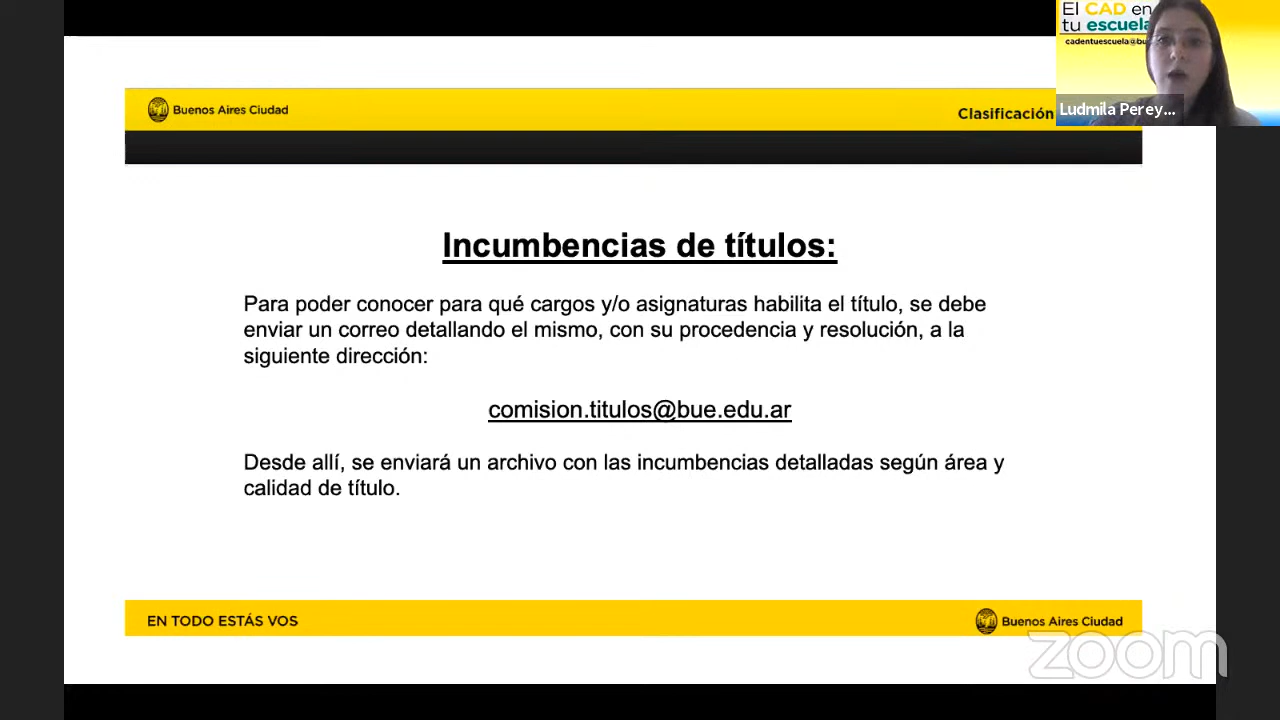 El CAD en
tu escuela
cadentuescuela@bu
Ludmila Perey...
Buenos Aires Ciudad
Clasificación
Incumbencias de títulos:
Para poder conocer para qué cargos y/o asignaturas habilita el título, se debe
enviar un correo detallando el mismo, con su procedencia y resolución, a la
siguiente dirección:
comision.titulos@bue.edu.ar
Desde allí, se enviará un archivo con las incumbencias detalladas según área y
calidad de título.
EN TODO ESTÁS VOS
Buenos Aires Ciudad
zoom